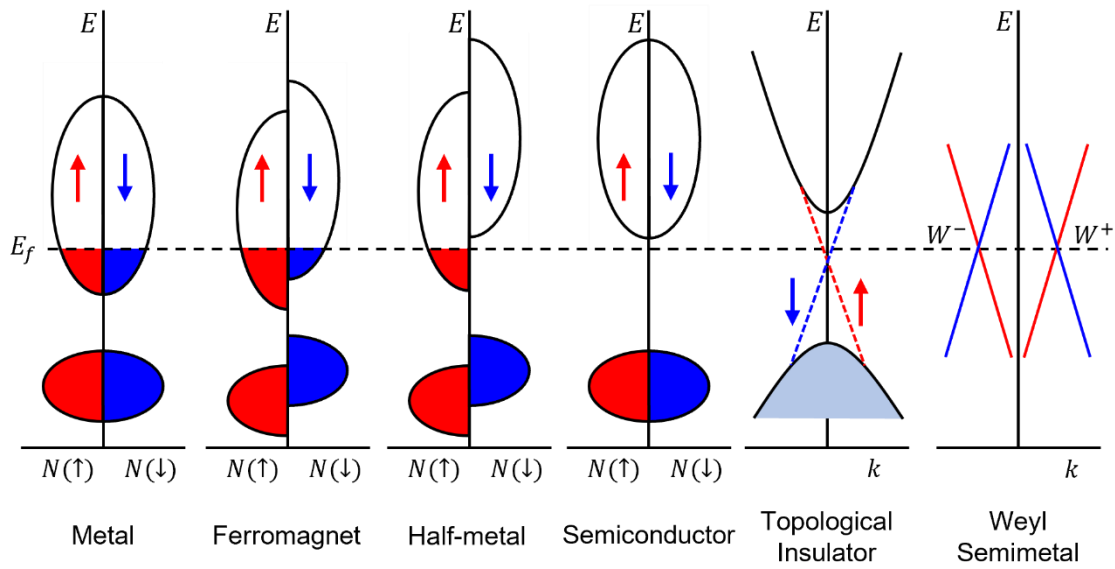 E E E E E E
E_f
W⁻ W⁺
N(↑) N(↓) N(↑) N(↓) N(↑) N(↓) N(↑) N(↓) k k
Metal Ferromagnet Half-metal Semiconductor Topological Insulator Weyl Semimetal